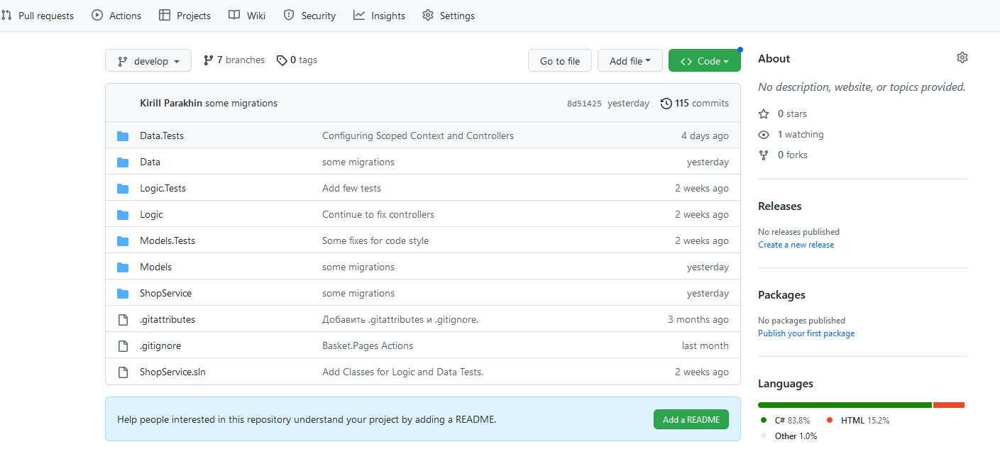 Pull requests Actions Projects Wiki Security Insights Settings
develop 7 branches 0 tags Go to file Add file Code
Kirill Parakhin some migrations 8d51425 yesterday 115 commits
Data.Tests Configuring Scoped Context and Controllers 4 days ago
Data some migrations yesterday
Logic.Tests Add few tests 2 weeks ago
Logic Continue to fix controllers 2 weeks ago
Models.Tests Some fixes for code style 2 weeks ago
Models some migrations yesterday
ShopService some migrations yesterday
.gitattributes Добавить .gitattributes и .gitignore. 3 months ago
.gitignore Basket.Pages Actions last month
ShopService.sln Add Classes for Logic and Data Tests. 2 weeks ago
Help people interested in this repository understand your project by adding a README. Add a README
About
No description, website, or topics provided.
0 stars
1 watching
0 forks
Releases
No releases published
Create a new release
Packages
No packages published
Publish your first package
Languages
C# 83.8% HTML 15.2%
Other 1.0%